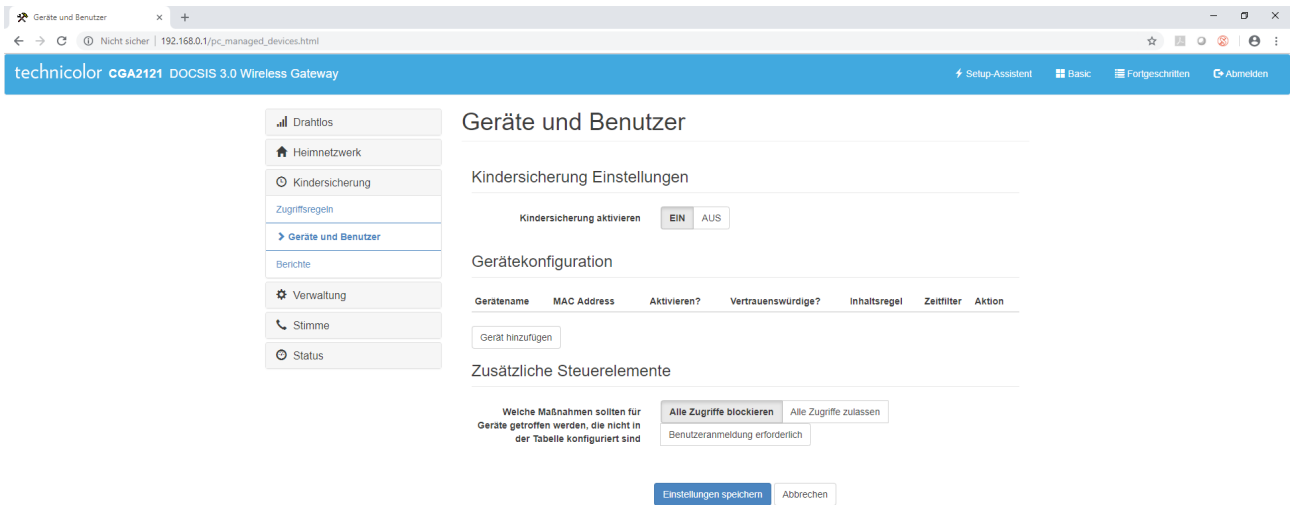 Geräte und Benutzer
Nicht sicher | 192.168.0.1/pc_managed_devices.html
technicolor CGA2121 DOCSIS 3.0 Wireless Gateway
Setup-Assistent
Basic
Fortgeschritten
Abmelden
Drahtlos
Heimnetzwerk
Kindersicherung
Zugriffsregeln
Geräte und Benutzer
Berichte
Verwaltung
Stimme
Status
Geräte und Benutzer
Kindersicherung Einstellungen
Kindersicherung aktivieren
EIN AUS
Gerätekonfiguration
Gerätename MAC Address Aktivieren? Vertrauenswürdige? Inhaltsregel Zeitfilter Aktion
Gerät hinzufügen
Zusätzliche Steuerelemente
Welche Maßnahmen sollten für
Geräte getroffen werden, die nicht in
der Tabelle konfiguriert sind
Alle Zugriffe blockieren Alle Zugriffe zulassen
Benutzeranmeldung erforderlich
Einstellungen speichern Abbrechen